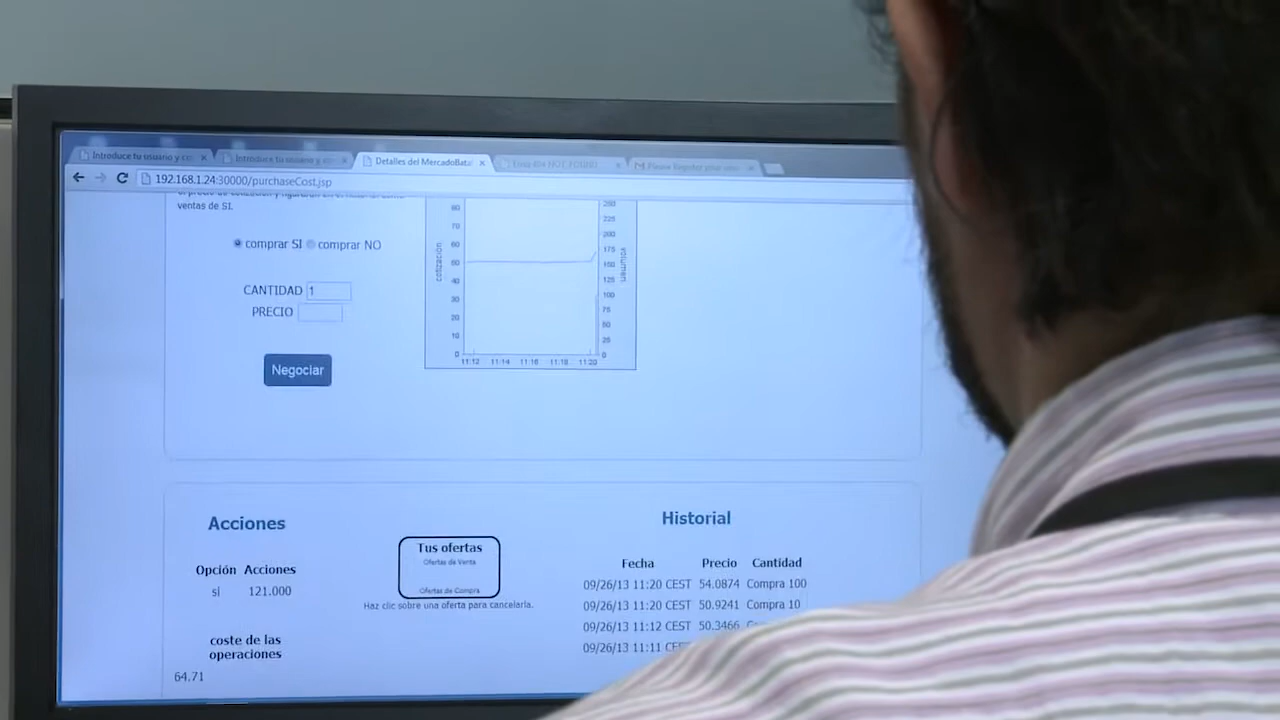 Introduce tu usuario y co
Introduce tu usuario y co
Detalles del MercadoBata
Please Register your
192.168.1.24:30000/purchaseCost.jsp
ventas de SI.
comprar SI comprar NO
CANTIDAD 1
PRECIO
Negociar
cotización
80
70
60
50
40
30
20
10
0
volumen
250
225
200
175
150
125
100
75
50
25
0
11:12 11:14 11:16 11:18 11:20
Acciones
Opción Acciones
si 121.000
coste de las
operaciones
64.71
Tus ofertas
Ofertas de Venta
Ofertas de Compra
Haz clic sobre una oferta para cancelarla.
Historial
Fecha Precio Cantidad
09/26/13 11:20 CEST 54.0874 Compra 100
09/26/13 11:20 CEST 50.9241 Compra 10
09/26/13 11:12 CEST 50.3466
09/26/13 11:11